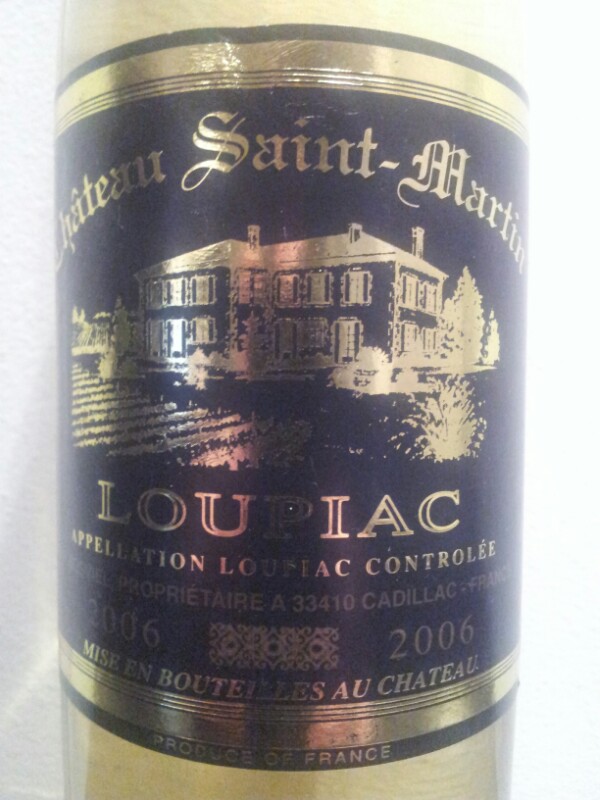 Château Saint-Martin
LOUPIAC
APPELLATION LOUPIAC CONTROLÉE
PROPRIÉTAIRE A 33410 CADILLAC - FRANCE
2006 2006
MISE EN BOUTEILLES AU CHATEAU
PRODUCE OF FRANCE